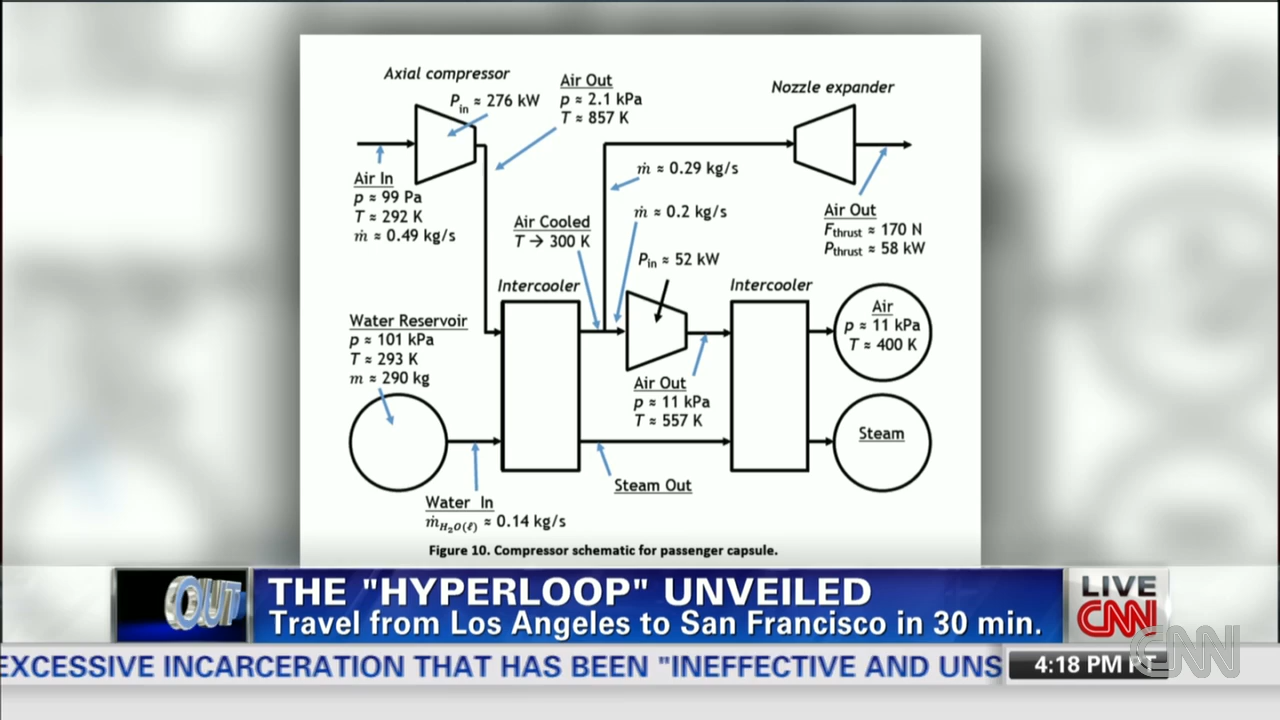 Axial compressor
Pin ≈ 276 kW
Air Out
p ≈ 2.1 kPa
T ≈ 857 K
Nozzle expander
Air In
p ≈ 99 Pa
T ≈ 292 K
ṁ ≈ 0.49 kg/s
ṁ ≈ 0.29 kg/s
Air Cooled
T → 300 K
ṁ ≈ 0.2 kg/s
Pin ≈ 52 kW
Air Out
Fthrust ≈ 170 N
Pthrust ≈ 58 kW
Intercooler
Intercooler
Water Reservoir
p ≈ 101 kPa
T ≈ 293 K
m ≈ 290 kg
Air
p ≈ 11 kPa
T ≈ 400 K
Air Out
p ≈ 11 kPa
T ≈ 557 K
Steam
Steam Out
Water In
ṁH₂O(ℓ) ≈ 0.14 kg/s
Figure 10. Compressor schematic for passenger capsule.
OUT
THE "HYPERLOOP" UNVEILED
Travel from Los Angeles to San Francisco in 30 min.
LIVE
CNN
EXCESSIVE INCARCERATION THAT HAS BEEN "INEFFECTIVE AND UNS
4:18 PM PT
CNN